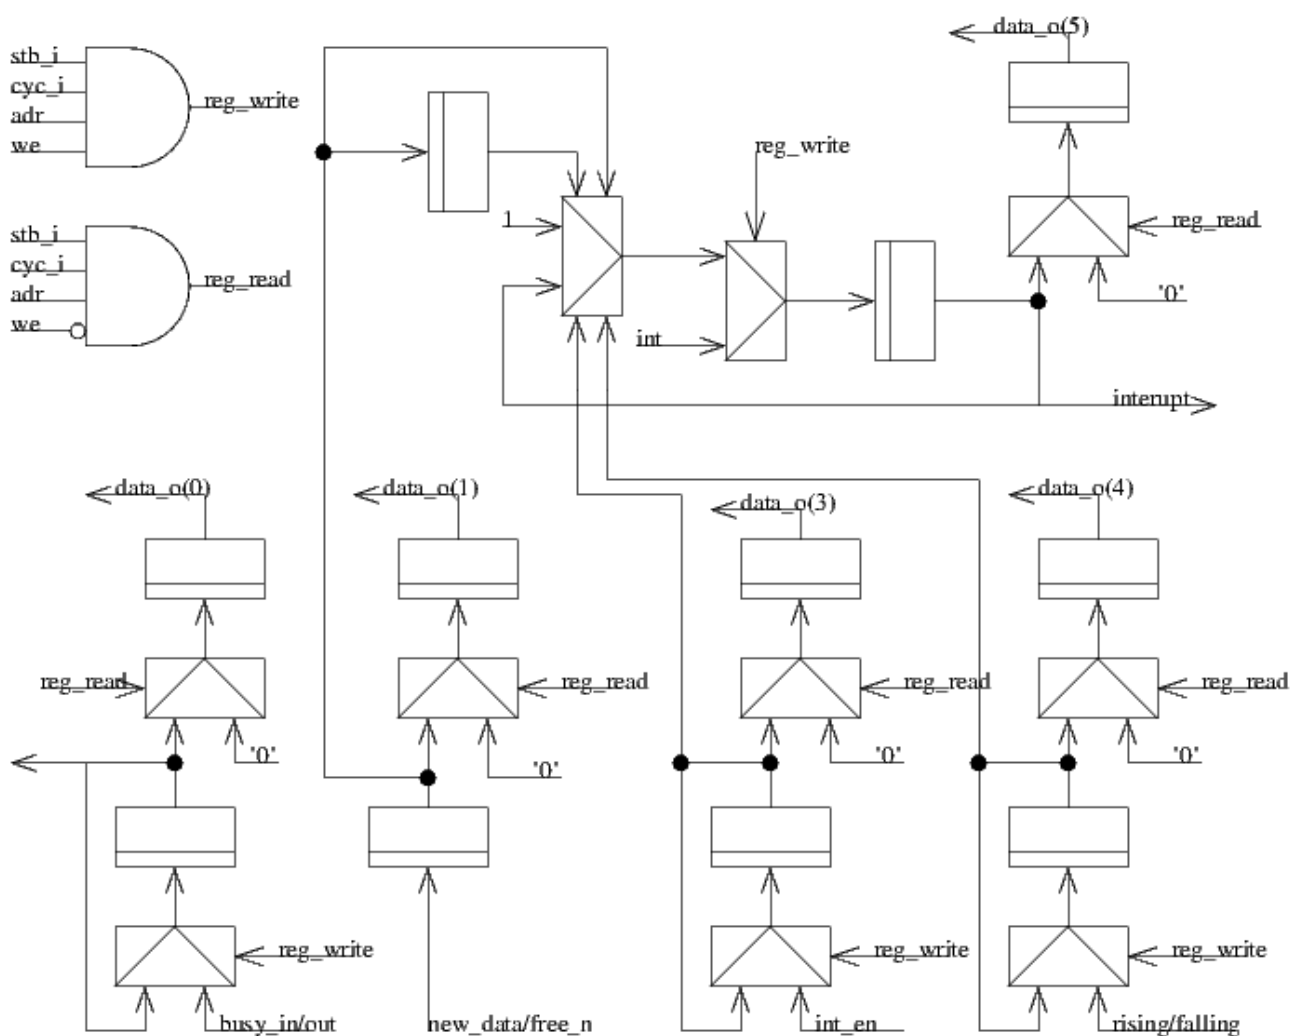 data_o(5)
stb_i
cyc_i
adr
we
reg_write
reg_write
1
stb_i
cyc_i
adr
we
reg_read
reg_read
'0'
int
interupt
data_o(0)
data_o(1)
data_o(3)
data_o(4)
reg_read
reg_read
reg_read
reg_read
'0'
'0'
'0'
'0'
reg_write
reg_write
reg_write
busy_in/out
new_data/free_n
int_en
rising/falling